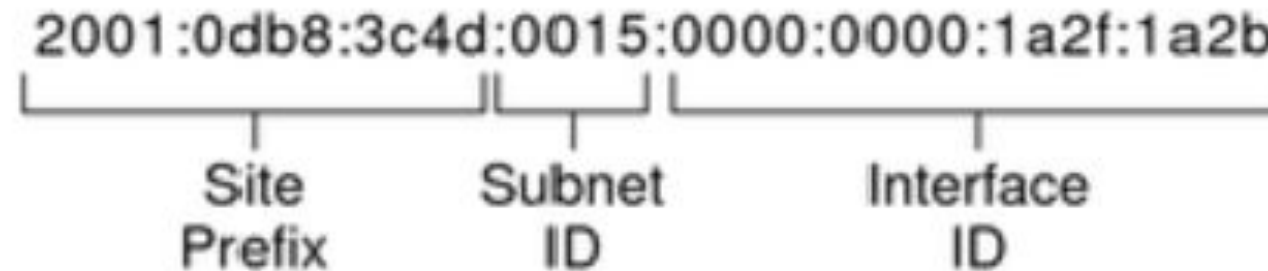 2001:0db8:3c4d:0015:0000:0000:1a2f:1a2b
Site Prefix
Subnet ID
Interface ID